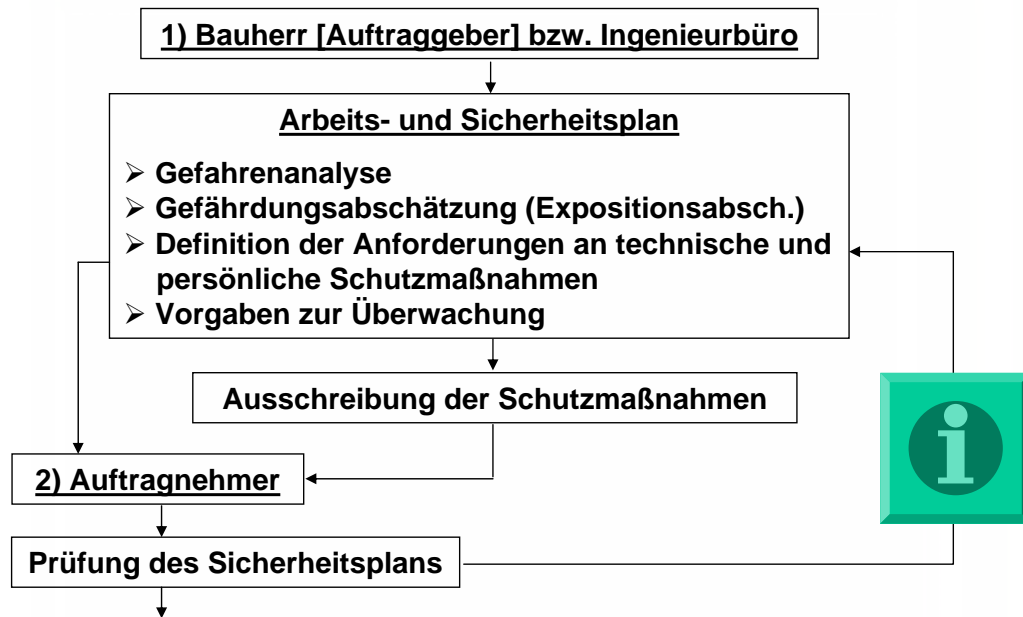 1) Bauherr [Auftraggeber] bzw. Ingenieurbüro
Arbeits- und Sicherheitsplan
➢ Gefahrenanalyse
➢ Gefährdungsabschätzung (Expositionsabsch.)
➢ Definition der Anforderungen an technische und
persönliche Schutzmaßnahmen
➢ Vorgaben zur Überwachung
Ausschreibung der Schutzmaßnahmen
2) Auftragnehmer
Prüfung des Sicherheitsplans
i